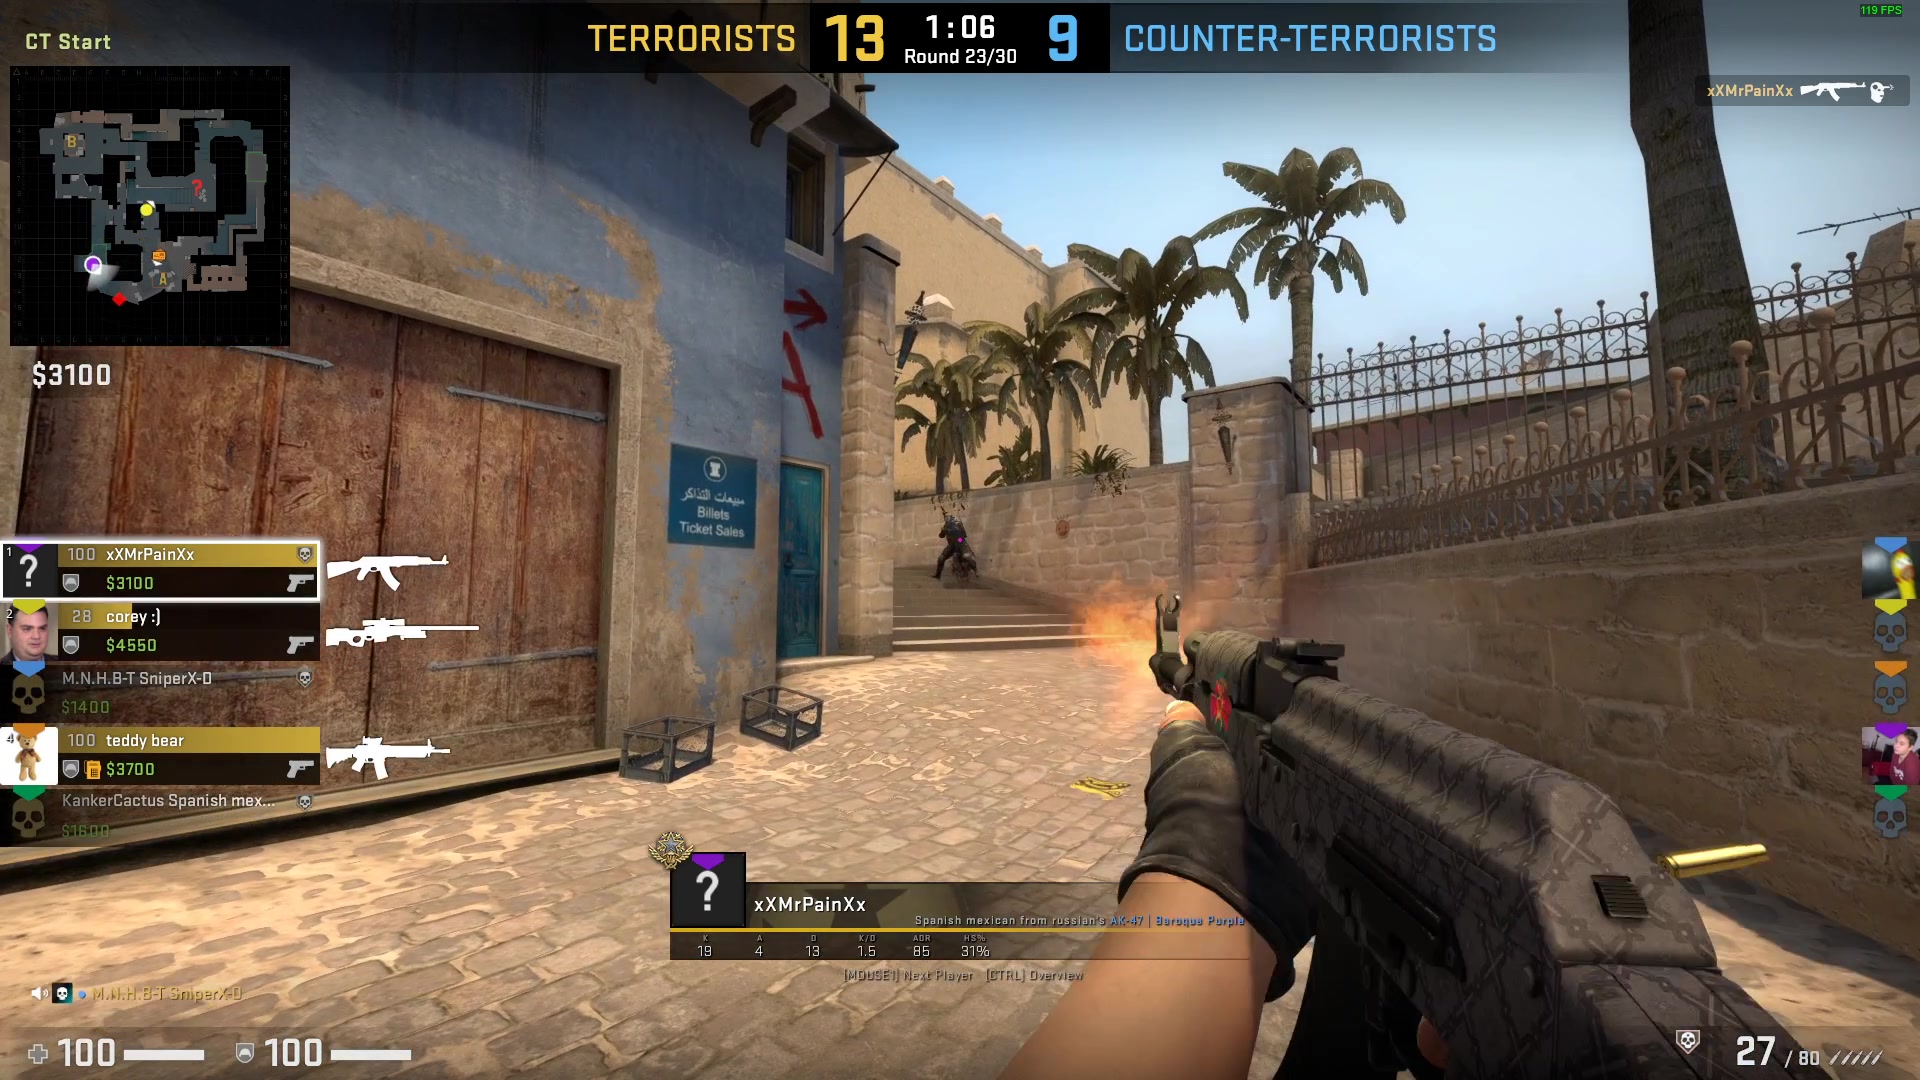 119 FPS
CT Start
TERRORISTS 13 1:06 9 COUNTER-TERRORISTS
Round 23/30
xXMrPainXx
B
?
A
$3100
مبيعات التذاكر
Billets
Ticket Sales
1 ? 100 xXMrPainXx
$3100
2 28 corey :)
$4550
M.N.H.B-T SniperX-D
$1400
4 100 teddy bear
$3700
KankerCactus Spanish mex...
$1600
? xXMrPainXx
Spanish mexican from russian's AK-47 | Baroque Purple
K A D K/D ADR HS%
19 4 13 1.5 85 31%
[MOUSE1] Next Player [CTRL] Overview
M.N.H.B-T SniperX-D
100 100
27 / 80